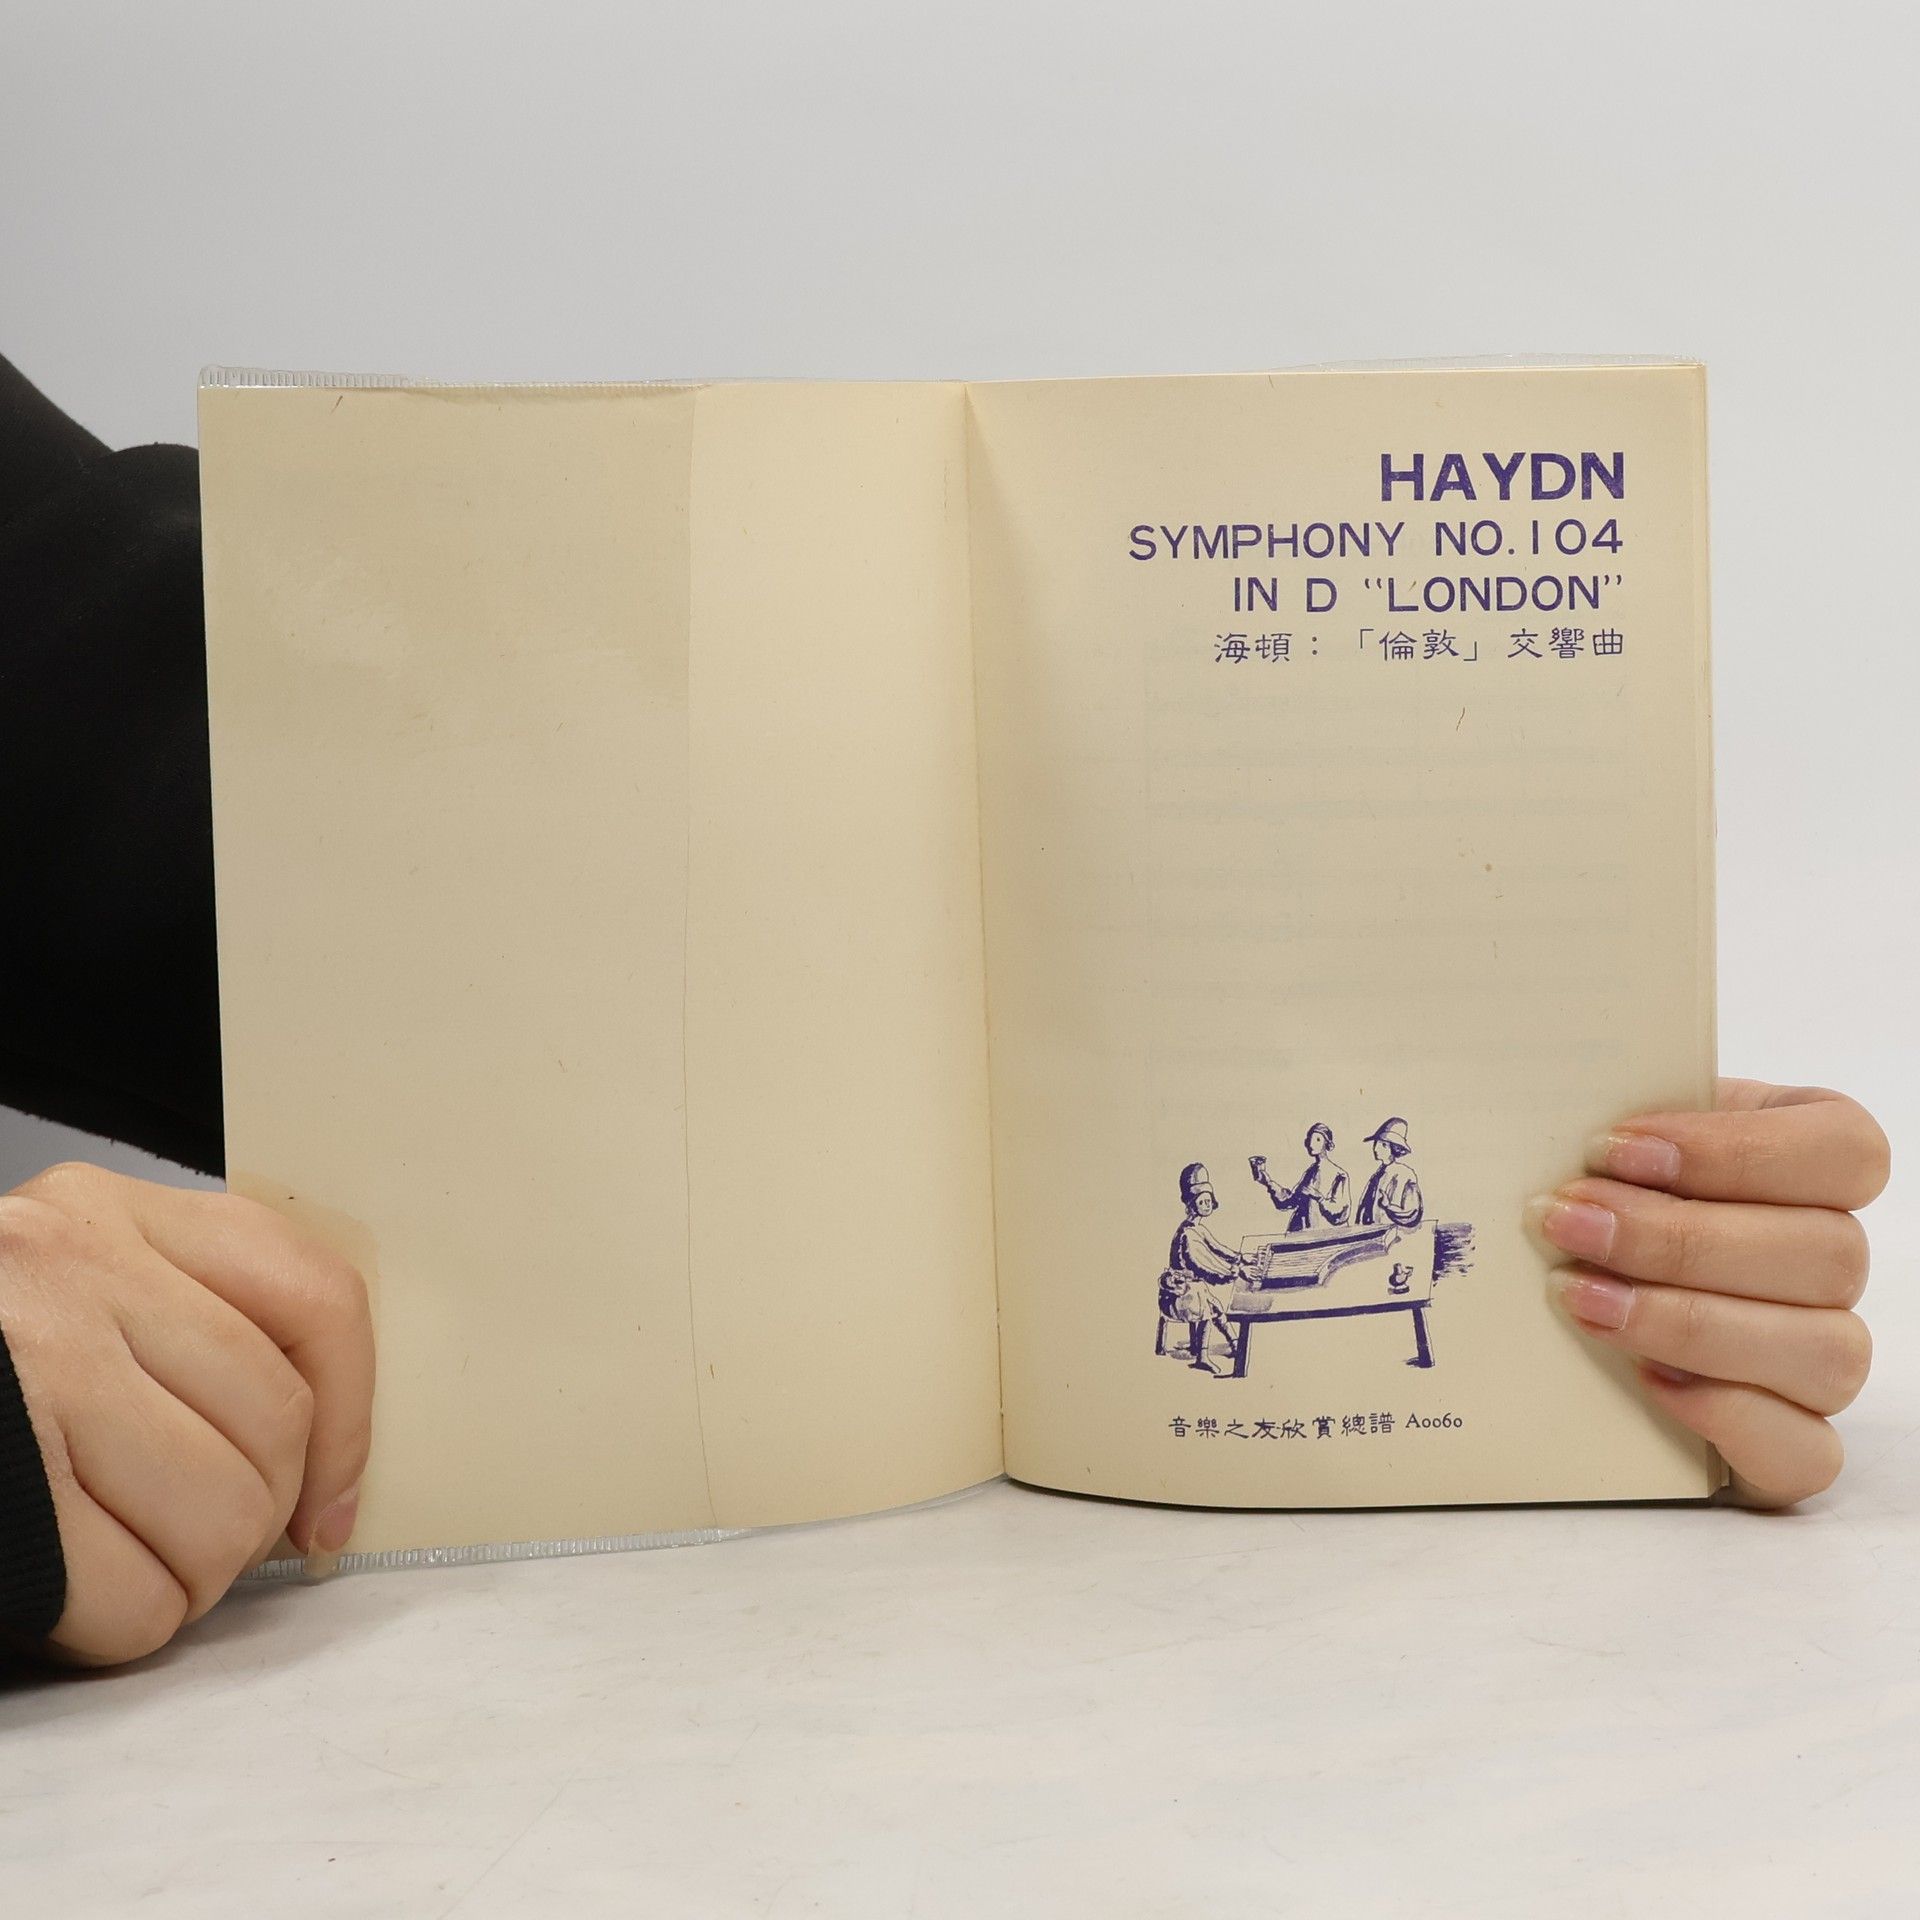 HAYDN
SYMPHONY NO. 104
IN D “LONDON”
海頓：「倫敦」交響曲
音樂之友欣賞總譜 A0060